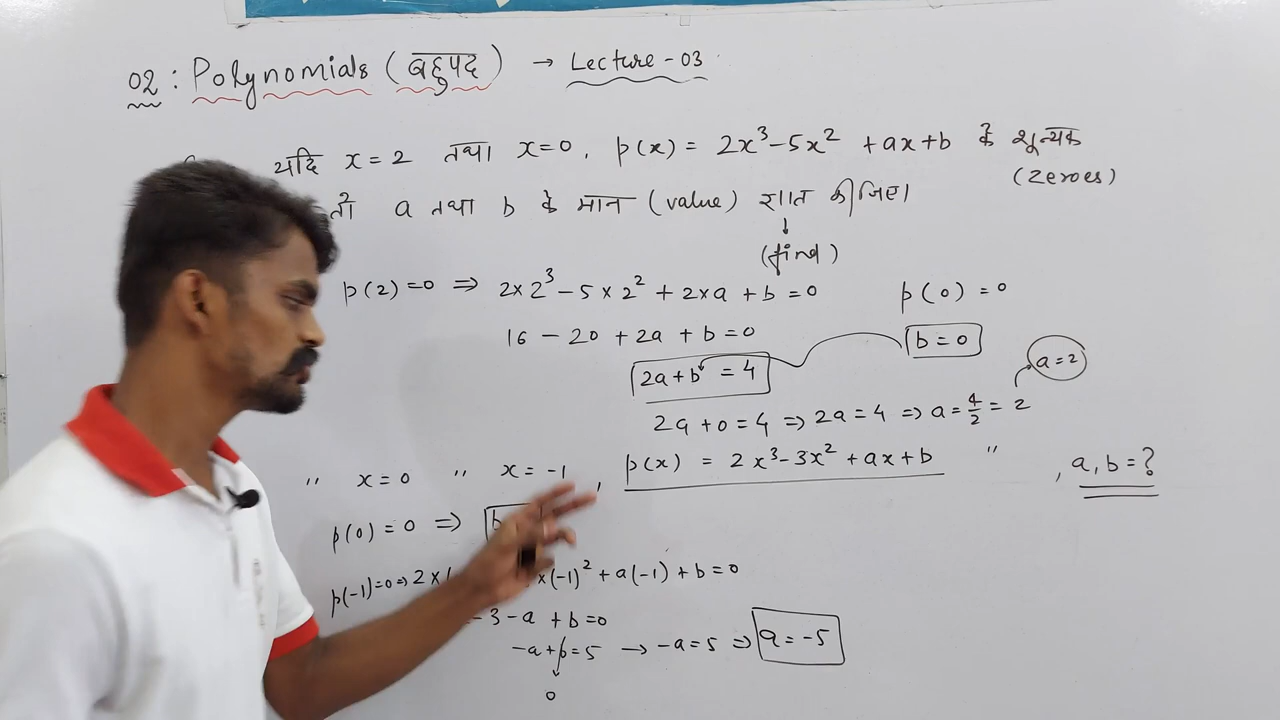 02 : Polynomials (बहुपद) → Lecture - 03
यदि x = 2 तथा x = 0, p(x) = 2x³ - 5x² + ax + b के शून्यक
(zeroes)
तो a तथा b के मान (value) ज्ञात कीजिए।
↓
(find)
p(2) = 0 ⇒ 2×2³ - 5×2² + 2×a + b = 0
p(0) = 0
16 - 20 + 2a + b = 0
b = 0
2a + b = 4
a = 2
2a + 0 = 4 ⇒ 2a = 4 ⇒ a = 4/2 = 2
" x = 0 " x = -1, p(x) = 2x³ - 3x² + ax + b " , a, b = ?
p(0) = 0 ⇒ b
p(-1) = 0 ⇒ 2× ×(-1)² + a(-1) + b = 0
- 3 - a + b = 0
-a + b = 5 → -a = 5 ⇒ a = -5
0